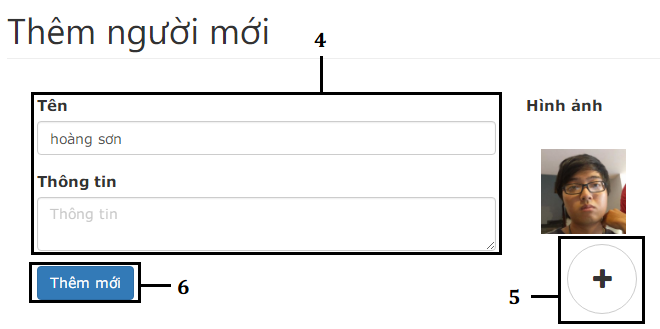 Thêm người mới
4
Tên
Hình ảnh
hoàng sơn
Thông tin
Thông tin
Thêm mới
6
5